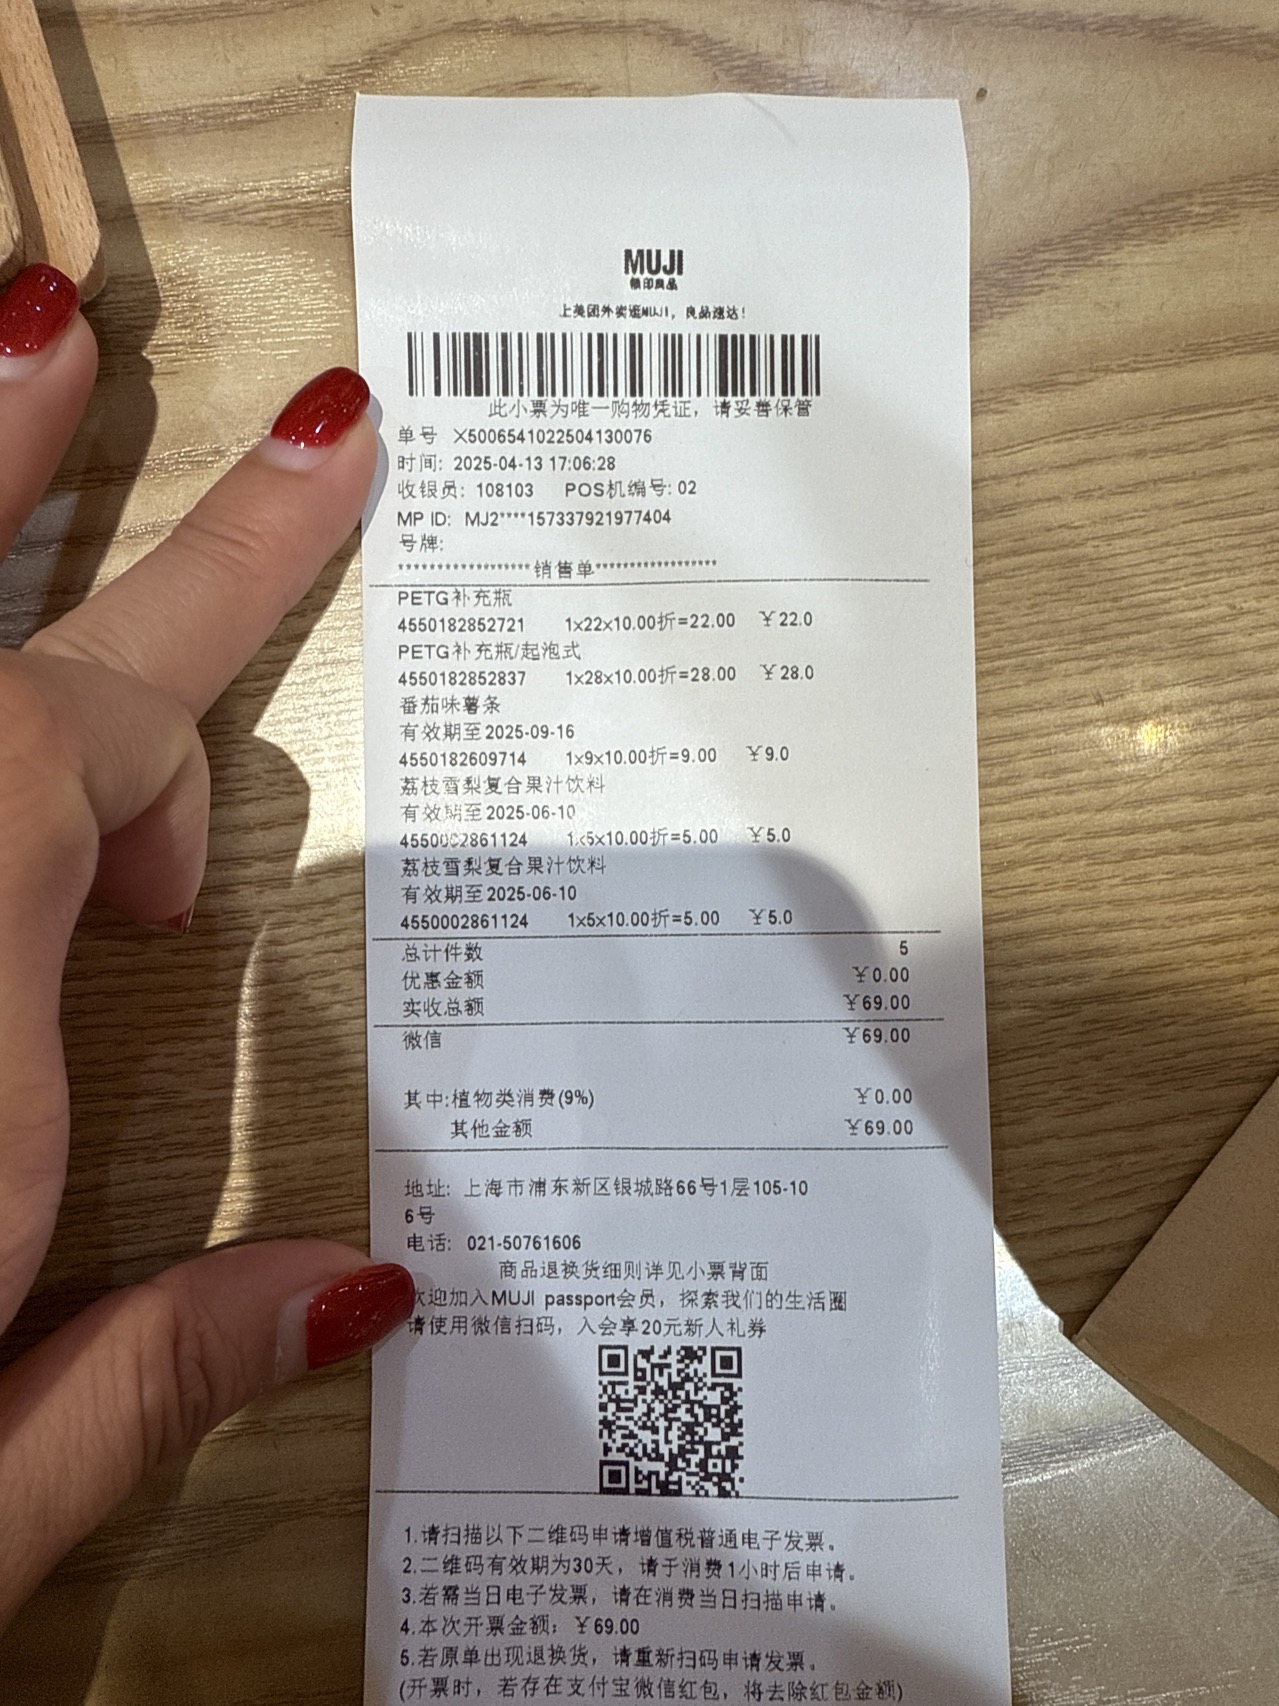 MUJI
無印良品
上美团外卖逛MUJI，良品速达！
此小票为唯一购物凭证，请妥善保管
单号 X5006541022504130076
时间: 2025-04-13 17:06:28
收银员: 108103 POS机编号: 02
MP ID: MJ2****157337921977404
号牌:
*****************销售单*****************
PETG补充瓶
4550182852721 1x22x10.00折=22.00 ¥22.0
PETG补充瓶/起泡式
4550182852837 1x28x10.00折=28.00 ¥28.0
番茄味薯条
有效期至2025-09-16
4550182609714 1x9x10.00折=9.00 ¥9.0
荔枝雪梨复合果汁饮料
有效期至2025-06-10
4550002861124 1x5x10.00折=5.00 ¥5.0
荔枝雪梨复合果汁饮料
有效期至2025-06-10
4550002861124 1x5x10.00折=5.00 ¥5.0
总计件数 5
优惠金额 ¥0.00
实收总额 ¥69.00
微信 ¥69.00
其中:植物类消费(9%) ¥0.00
其他金额 ¥69.00
地址: 上海市浦东新区银城路66号1层105-10
6号
电话: 021-50761606
商品退换货细则详见小票背面
欢迎加入MUJI passport会员，探索我们的生活圈
请使用微信扫码，入会享20元新人礼券
1.请扫描以下二维码申请增值税普通电子发票。
2.二维码有效期为30天，请于消费1小时后申请。
3.若需当日电子发票，请在消费当日扫描申请。
4.本次开票金额: ¥69.00
5.若原单出现退换货，请重新扫码申请发票。
(开票时，若存在支付宝微信红包，将去除红包金额)